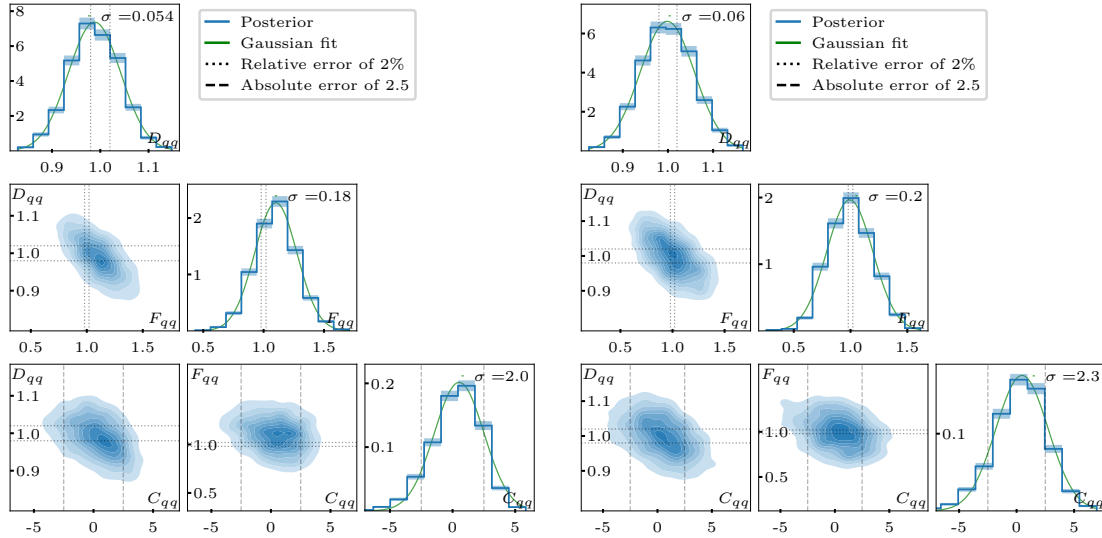 8
6
4
2
σ =0.054
D_qq
0.9
1.0
1.1
Posterior
Gaussian fit
Relative error of 2%
Absolute error of 2.5
D_qq
1.1
1.0
0.9
F_qq
0.5
1.0
1.5
2
1
σ =0.18
F_qq
0.5
1.0
1.5
D_qq
1.1
1.0
0.9
C_qq
-5
0
5
F_qq
1.0
0.5
C_qq
-5
0
5
0.2
0.1
σ =2.0
C_qq
-5
0
5
6
4
2
σ =0.06
D_qq
0.9
1.0
1.1
Posterior
Gaussian fit
Relative error of 2%
Absolute error of 2.5
D_qq
1.1
1.0
0.9
F_qq
0.5
1.0
1.5
2
1
σ =0.2
F_qq
0.5
1.0
1.5
D_qq
1.1
1.0
0.9
C_qq
-5
0
5
F_qq
1.0
0.5
C_qq
-5
0
5
0.1
σ =2.3
C_qq
-5
0
5